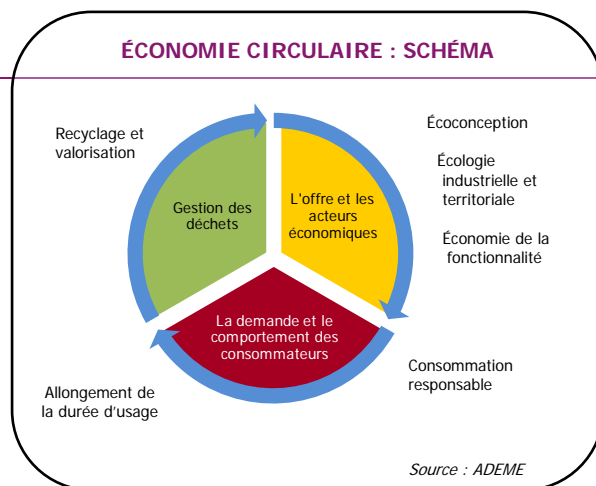 ÉCONOMIE CIRCULAIRE : SCHÉMA
Recyclage et
valorisation
Écoconception
Écologie
industrielle et
territoriale
Économie de la
fonctionnalité
Gestion des
déchets
L'offre et les
acteurs
économiques
La demande et le
comportement des
consommateurs
Consommation
responsable
Allongement de
la durée d'usage
Source : ADEME